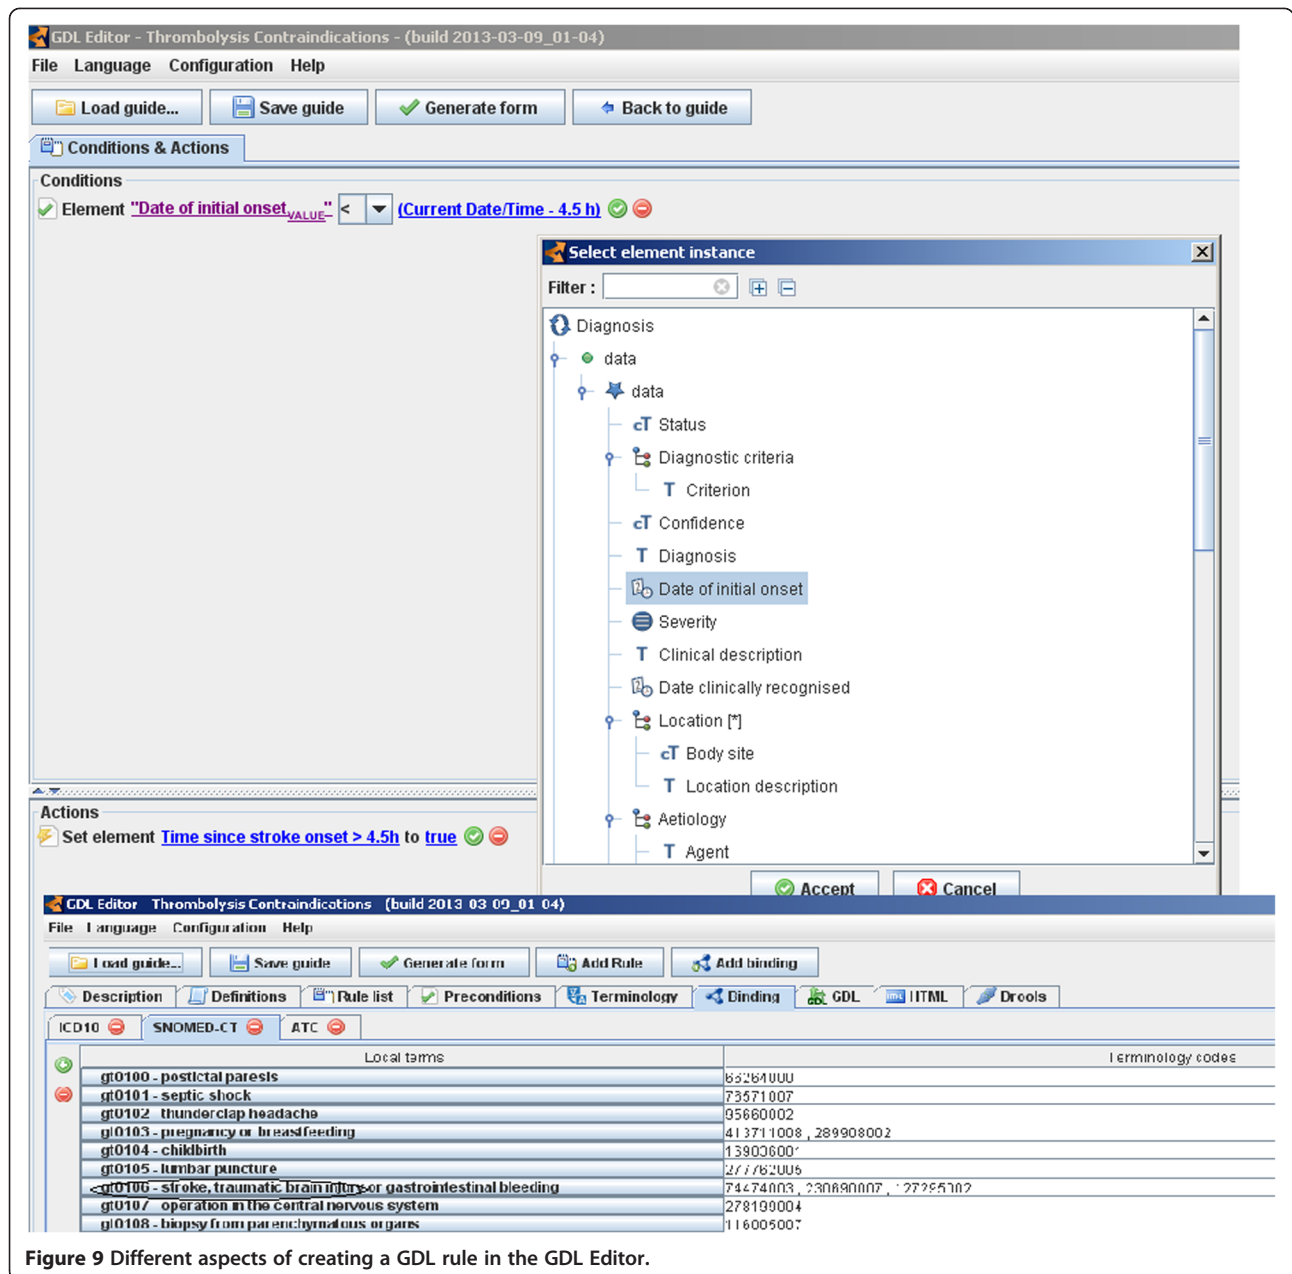 GDL Editor - Thrombolysis Contraindications - (build 2013-03-09_01-04)
File Language Configuration Help
Load guide... Save guide Generate form Back to guide
Conditions & Actions
Conditions
Element "Date of initial onset VALUE" < (Current Date/Time - 4.5 h)
Select element instance
Filter :
Diagnosis
data
data
cT Status
Diagnostic criteria
T Criterion
cT Confidence
T Diagnosis
Date of initial onset
Severity
T Clinical description
Date clinically recognised
Location [*]
cT Body site
T Location description
Aetiology
T Agent
Accept Cancel
Actions
Set element Time since stroke onset > 4.5h to true
GDL Editor Thrombolysis Contraindications (build 2013 03 09_01 04)
File Language Configuration Help
Load guide... Save guide Generate form Add Rule Add binding
Description Definitions Rule list Preconditions Terminology Binding GDL HTML Drools
ICD10 SNOMED-CT ATC
Local terms Terminology codes
gt0100 - postictal paresis
gt0101 - septic shock 73571007
gt0102 thunderclap headache 95660002
gt0103 - pregnancy or breastfeeding 413711008 , 289908002
gt0104 - childbirth
gt0105 - lumbar puncture
gt0106 - stroke, traumatic brain injury or gastrointestinal bleeding 74474003 , 230690007 ,
gt0107 operation in the central nervous system
gt0108 - biopsy from parenchymatous organs
Figure 9 Different aspects of creating a GDL rule in the GDL Editor.